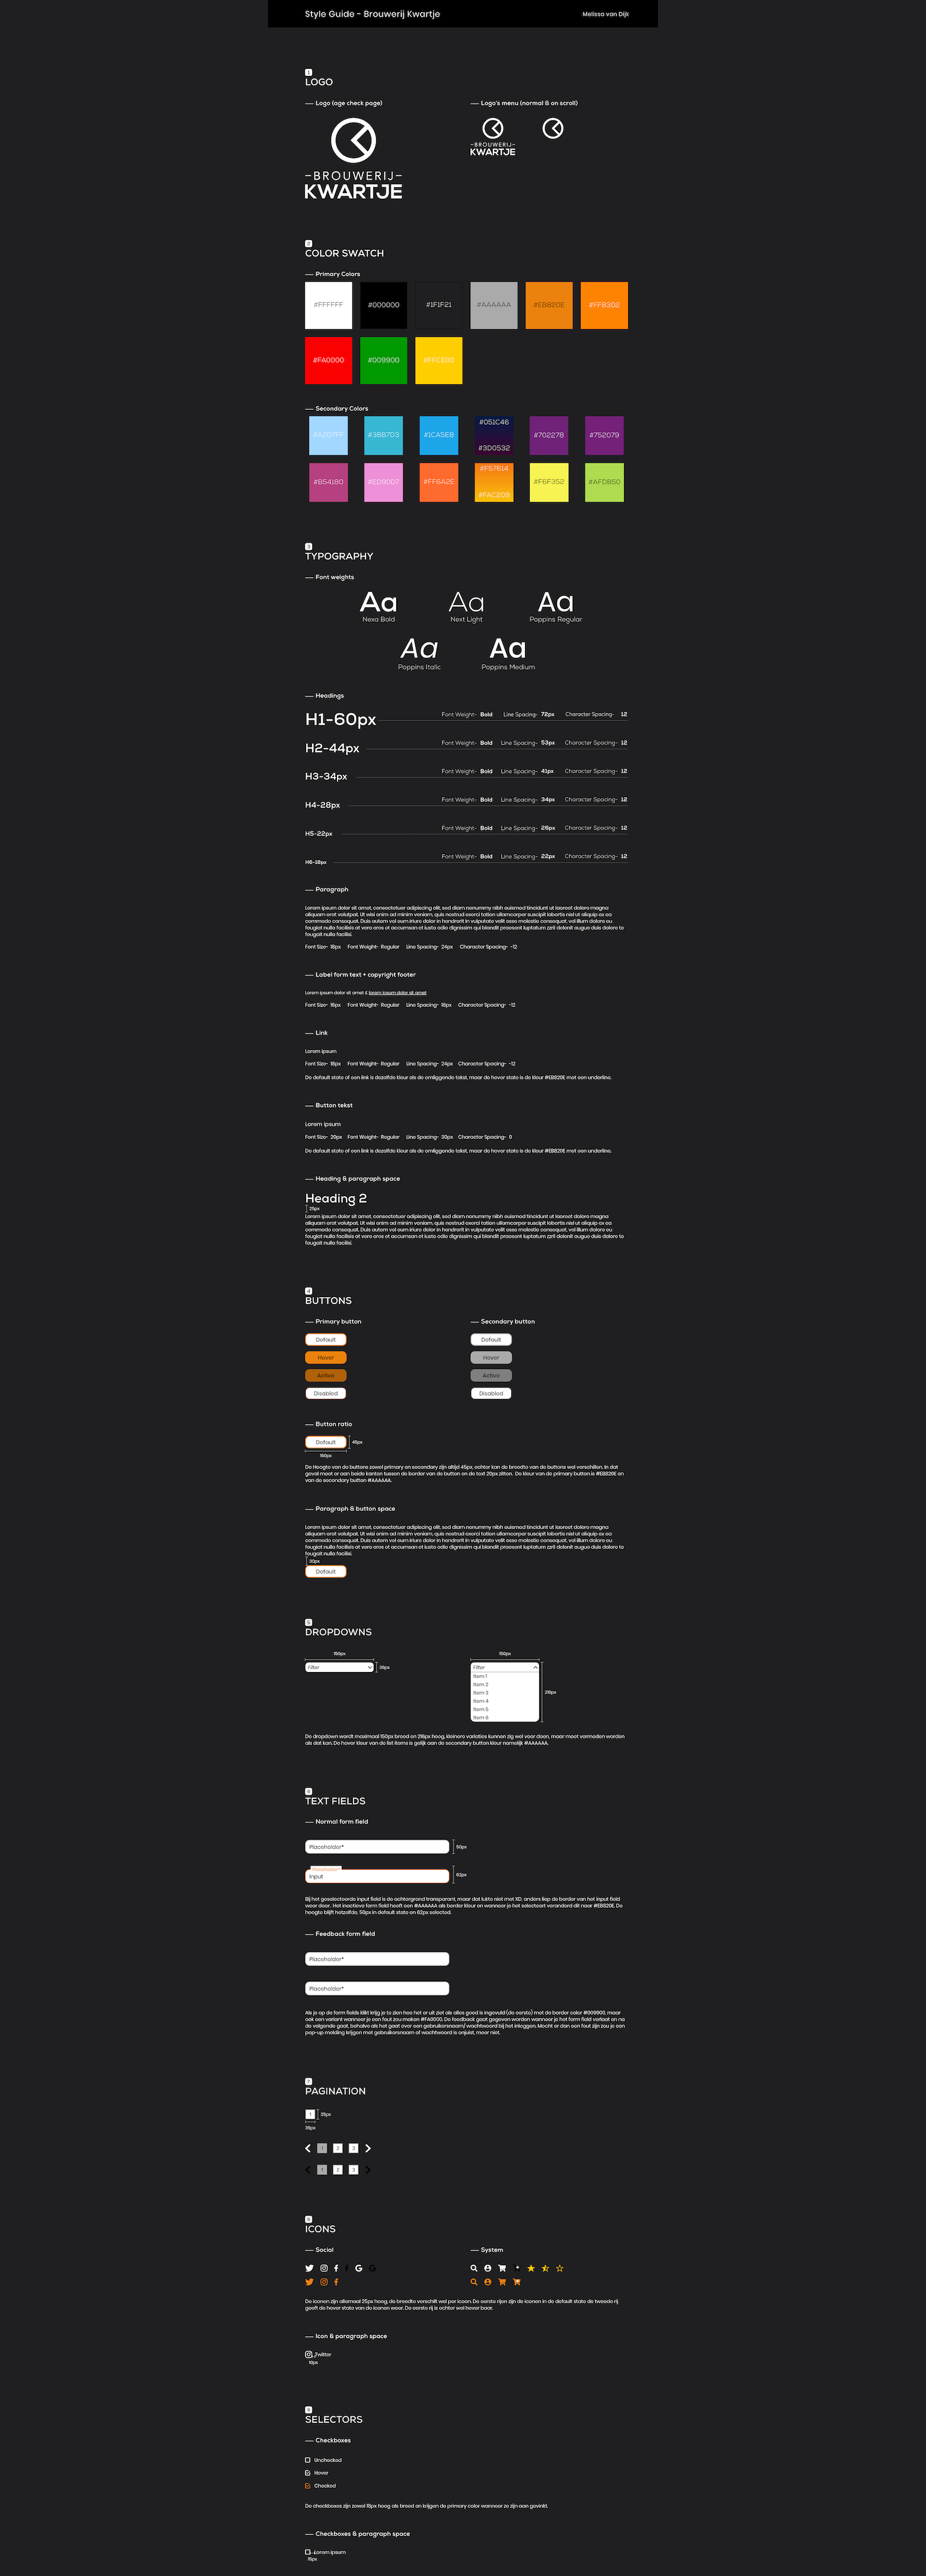 Style Guide - Brouwerij Kwartje
Melissa van Dijk
1
LOGO
Logo (age check page)
Logo's menu (normal & on scroll)
-BROUWERIJ-
KWARTJE
-BROUWERIJ-
KWARTJE
2
COLOR SWATCH
Primary Colors
#FFFFFF
#000000
#1F1F21
#AAAAAA
#EB820E
#FF8302
#FA0000
#009900
#FFCE00
Secondary Colors
#38B7D3
#1CA5E8
#051C46
#3D0532
#702278
#752079
#B54180
#ED90D7
#FF6A2E
#F57614
#FAC209
#F6F352
#AFDB50
3
TYPOGRAPHY
Font weights
Aa
Nexa Bold
Aa
Next Light
Aa
Poppins Regular
Aa
Poppins Italic
Aa
Poppins Medium
Headings
H1-60px Font Weight- Bold Line Spacing- 72px Character Spacing- 12
H2-44px Font Weight- Bold Line Spacing- 53px Character Spacing- 12
H3-34px Font Weight- Bold Line Spacing- 41px Character Spacing- 12
H4-28px Font Weight- Bold Line Spacing- 34px Character Spacing- 12
H5-22px Font Weight- Bold Line Spacing- 26px Character Spacing- 12
H6-18px Font Weight- Bold Line Spacing- 22px Character Spacing- 12
Paragraph
Lorem ipsum dolor sit amet, consectetuer adipiscing elit, sed diam nonummy nibh euismod tincidunt ut laoreet dolore magna
aliquam erat volutpat. Ut wisi enim ad minim veniam, quis nostrud exerci tation ullamcorper suscipit lobortis nisl ut aliquip ex ea
commodo consequat. Duis autem vel eum iriure dolor in hendrerit in vulputate velit esse molestie consequat, vel illum dolore eu
feugiat nulla facilisis at vero eros et accumsan et iusto odio dignissim qui blandit praesent luptatum zzril delenit augue duis dolore te
feugait nulla facilisi.
Font Size- 18px Font Weight- Regular Line Spacing- 24px Character Spacing- -12
Label form text + copyright footer
Lorem ipsum dolor sit amet & lorem ipsum dolor sit amet
Font Size- 16px Font Weight- Regular Line Spacing- 18px Character Spacing- -12
Link
Lorem ipsum
Font Size- 18px Font Weight- Regular Line Spacing- 24px Character Spacing- -12
De default state of een link is dezelfde kleur als de omliggende tekst, maar de hover state is de kleur #EB820E met een underline.
Button tekst
Lorem ipsum
Font Size- 20px Font Weight- Regular Line Spacing- 30px Character Spacing- 0
De default state of een link is dezelfde kleur als de omliggende tekst, maar de hover state is de kleur #EB820E met een underline.
Heading & paragraph space
Heading 2
25px
Lorem ipsum dolor sit amet, consectetuer adipiscing elit, sed diam nonummy nibh euismod tincidunt ut laoreet dolore magna
aliquam erat volutpat. Ut wisi enim ad minim veniam, quis nostrud exerci tation ullamcorper suscipit lobortis nisl ut aliquip ex ea
commodo consequat. Duis autem vel eum iriure dolor in hendrerit in vulputate velit esse molestie consequat, vel illum dolore eu
feugiat nulla facilisis at vero eros et accumsan et iusto odio dignissim qui blandit praesent luptatum zzril delenit augue duis dolore te
feugait nulla facilisi.
4
BUTTONS
Primary button
Secondary button
Default
Default
Hover
Hover
Active
Active
Disabled
Disabled
Button ratio
Default
45px
150px
De Hoogte van de buttons zowel primary en secondary zijn altijd 45px, echter kan de breedte van de buttons wel verschillen. In dat
geval moet er aan beide kanten tussen de border van de button en de text 20px zitten. De kleur van de primary button is #EB820E en
van de secondary button #AAAAAA.
Paragraph & button space
Lorem ipsum dolor sit amet, consectetuer adipiscing elit, sed diam nonummy nibh euismod tincidunt ut laoreet dolore magna
aliquam erat volutpat. Ut wisi enim ad minim veniam, quis nostrud exerci tation ullamcorper suscipit lobortis nisl ut aliquip ex ea
commodo consequat. Duis autem vel eum iriure dolor in hendrerit in vulputate velit esse molestie consequat, vel illum dolore eu
feugiat nulla facilisis at vero eros et accumsan et iusto odio dignissim qui blandit praesent luptatum zzril delenit augue duis dolore te
feugait nulla facilisi.
30px
Default
5
DROPDOWNS
150px
150px
Filter
Filter
Item 1
Item 2
Item 3
Item 4
Item 5
Item 6
De dropdown wordt maximaal 150px breed en 216px hoog, kleinere variaties kunnen zig wel voor doen, maar moet vermeden worden
als dat kan. De hover kleur van de list items is gelijk aan de secondary button kleur namelijk #AAAAAA.
6
TEXT FIELDS
Normal form field
Placeholder*
50px
Placeholder*
Input
62px
Bij het geselecteerde input field is de achtergrond transparant, maar dat lukte niet met XD, anders liep de border van het input field
weer door. Het inactieve form field heeft een #AAAAAA als border kleur en wanneer je het selecteert veranderd dit naar #EB820E. De
hoogte blijft hetzelfde, 50px in default state en 62px selected.
Feedback form field
Placeholder*
Placeholder*
Als je op de form fields klikt krijg je te zien hoe het er uit ziet als alles goed is ingevuld (de eerste) met de border color #009900, maar
ook een variant wanneer je een fout zou maken #FA0000. De feedback gaat gegeven worden wanneer je het form field verlaat en na
de volgende gaat, behalve als het gaat over een gebruikersnaam/ wachtwoord bij het inloggen. Mocht er dan een fout zijn zou je een
pop-up melding krijgen met gebruikersnaam of wachtwoord is onjuist, meer niet.
7
PAGINATION
1
25px
25px
1 2 3
1 2 3
8
ICONS
Social
System
De iconen zijn allemaal 25px hoog, de breedte verschilt wel per icoon. De eerste rijen zijn de iconen in de default state de tweede rij
geeft de hover state van de iconen weer. De eerste rij is achter wel hover baar.
Icon & paragraph space
Twitter
10px
9
SELECTORS
Checkboxes
Unchecked
Hover
Checked
De checkboxes zijn zowel 18px hoog als breed en krijgen de primary color wanneer ze zijn aan gevinkt.
Checkboxes & paragraph space
Lorem ipsum
15px